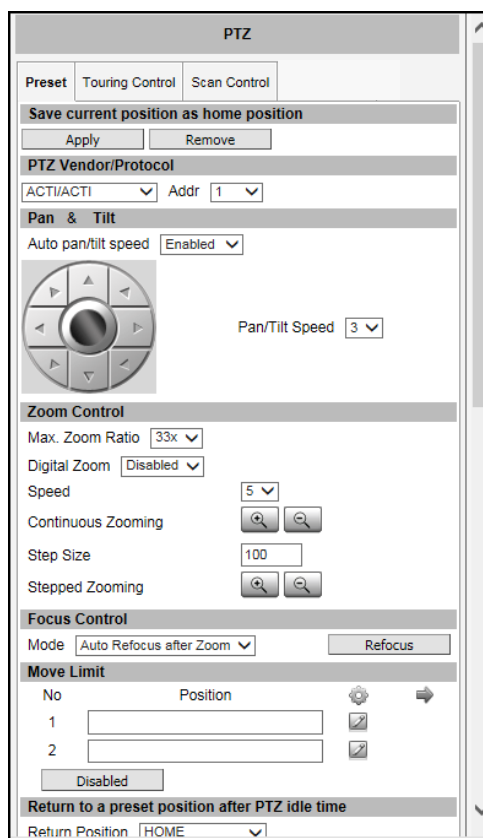 PTZ
Preset Touring Control Scan Control
Save current position as home position
Apply Remove
PTZ Vendor/Protocol
ACTI/ACTI Addr 1
Pan & Tilt
Auto pan/tilt speed Enabled
Pan/Tilt Speed 3
Zoom Control
Max. Zoom Ratio 33x
Digital Zoom Disabled
Speed 5
Continuous Zooming
Step Size 100
Stepped Zooming
Focus Control
Mode Auto Refocus after Zoom Refocus
Move Limit
No Position
1
2
Disabled
Return to a preset position after PTZ idle time
Return Position HOME